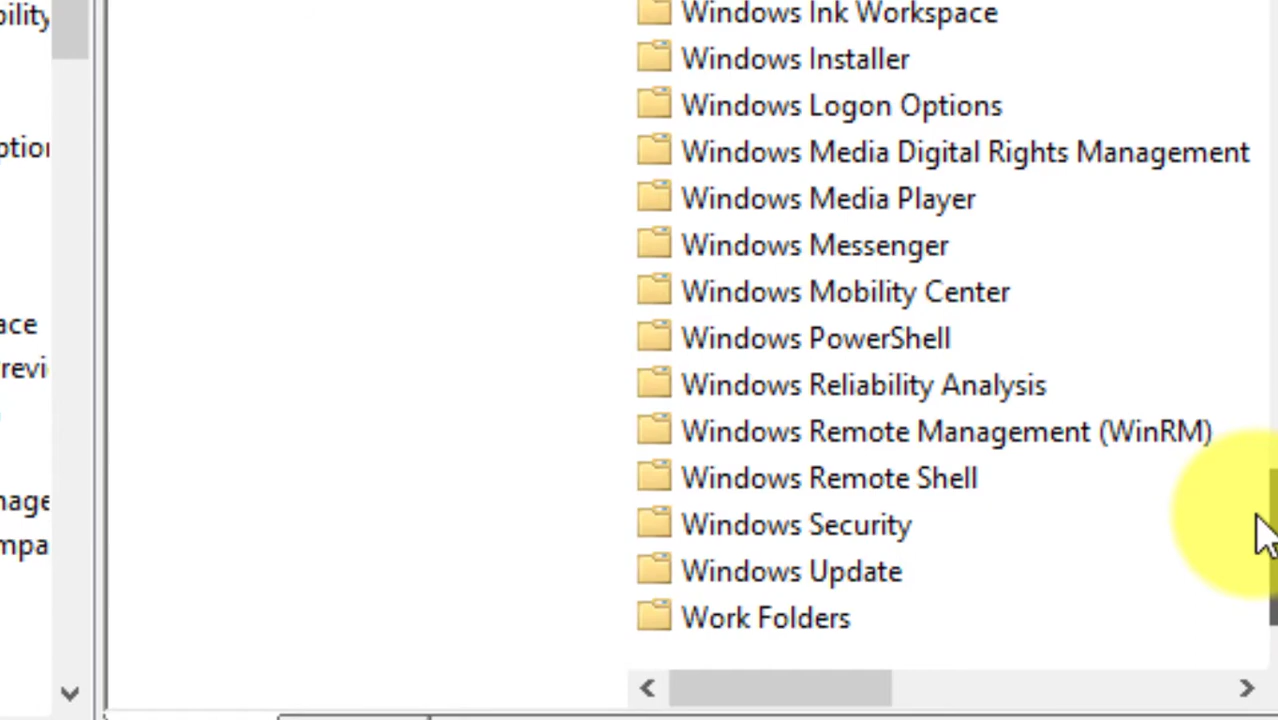 Windows Ink Workspace
Windows Installer
Windows Logon Options
Windows Media Digital Rights Management
Windows Media Player
Windows Messenger
Windows Mobility Center
Windows PowerShell
Windows Reliability Analysis
Windows Remote Management (WinRM)
Windows Remote Shell
Windows Security
Windows Update
Work Folders